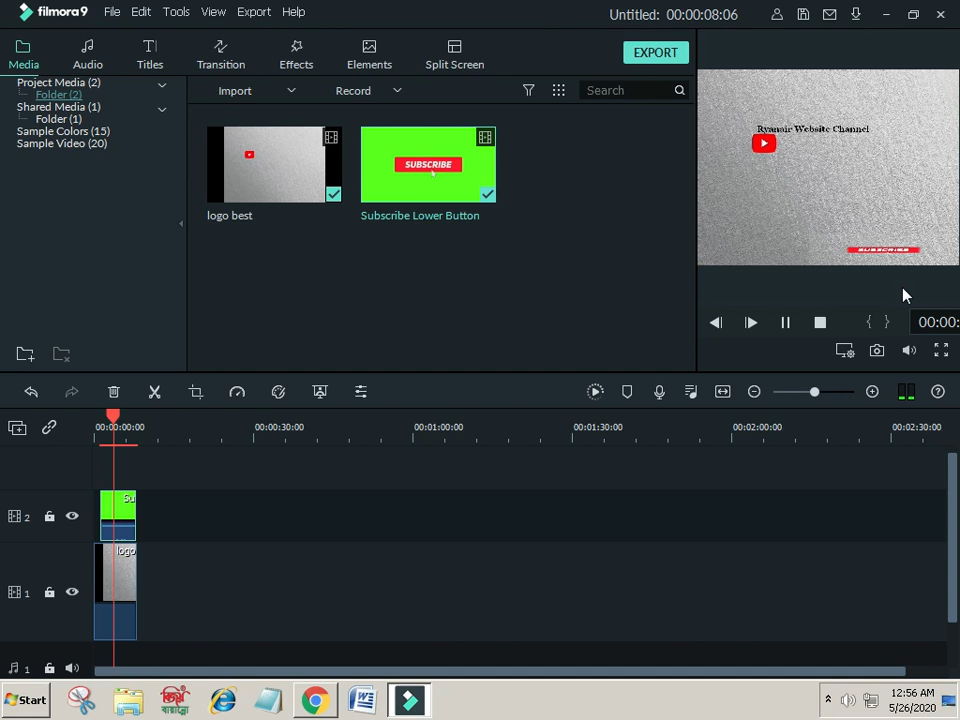 filmora9 File Edit Tools View Export Help Untitled: 00:00:08:06
Media Audio Titles Transition Effects Elements Split Screen EXPORT
Project Media (2)
Folder (2)
Shared Media (1)
Folder (1)
Sample Colors (15)
Sample Video (20)
Import Record Search
SUBSCRIBE
logo best Subscribe Lower Button
Ryanoir Website Channel
SUBSCRIBE
00:00:
00:00:00:00 00:00:30:00 00:01:00:00 00:01:30:00 00:02:00:00 00:02:30:00
Su
2
logo
1
1
Start বিজয় বায়ান্নো 12:56 AM
5/26/2020